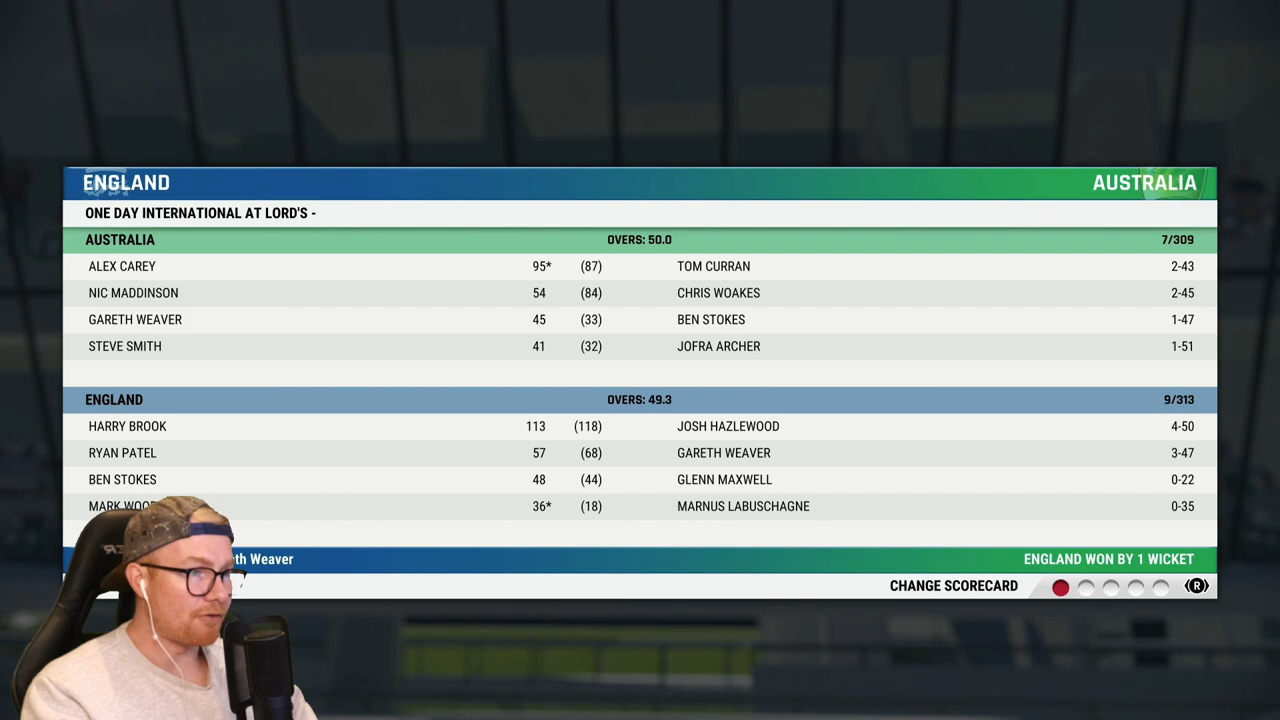 ENGLAND AUSTRALIA
ONE DAY INTERNATIONAL AT LORD'S -
AUSTRALIA OVERS: 50.0 7/309
ALEX CAREY 95* (87) TOM CURRAN 2-43
NIC MADDINSON 54 (84) CHRIS WOAKES 2-45
GARETH WEAVER 45 (33) BEN STOKES 1-47
STEVE SMITH 41 (32) JOFRA ARCHER 1-51
ENGLAND OVERS: 49.3 9/313
HARRY BROOK 113 (118) JOSH HAZLEWOOD 4-50
RYAN PATEL 57 (68) GARETH WEAVER 3-47
BEN STOKES 48 (44) GLENN MAXWELL 0-22
MARK WOOD 36* (18) MARNUS LABUSCHAGNE 0-35
Weaver ENGLAND WON BY 1 WICKET
CHANGE SCORECARD R